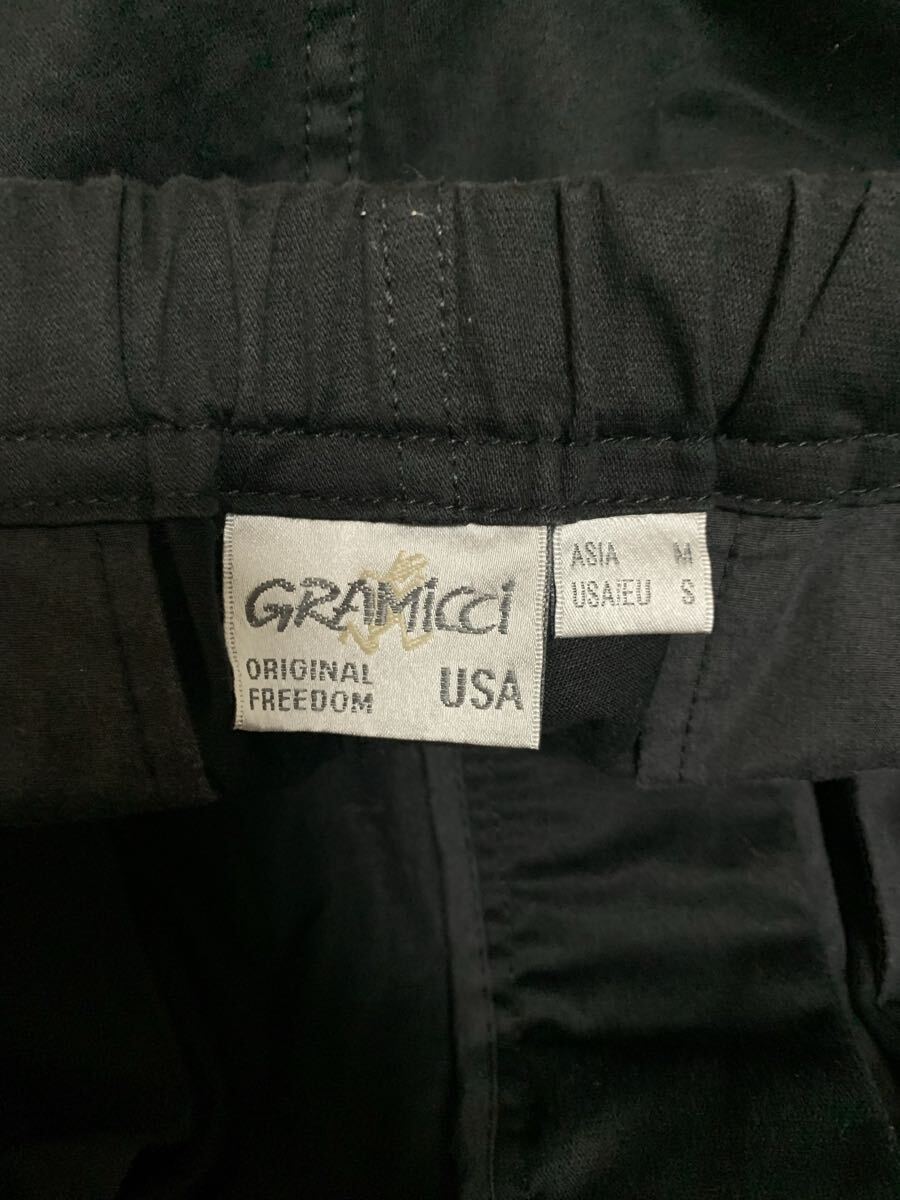 GRAMiCCi
ORIGINAL
FREEDOM
USA
ASIA M
USA/EU S